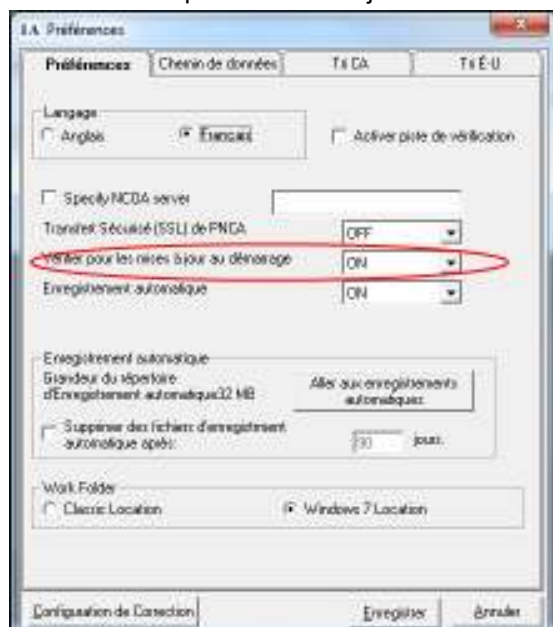 Préférences
Préférences Chemin de données Tx CA Tx É-U
Langage
Anglais Français Activer piste de vérification
Specify NCDA server
Transfert Sécurisé (SSL) de PNCA OFF
Vérifier pour les mises à jour au démarrage ON
Enregistrement automatique ON
Enregistrement automatique
Grandeur du répertoire
d'Enregistrement automatique 32 MB
Aller aux enregistrements
automatiques
Supprimer des fichiers d'enregistrement
automatique après: 30 jours.
Work Folder
Classic Location Windows 7 Location
Configuration de Connection Enregistrer Annuler